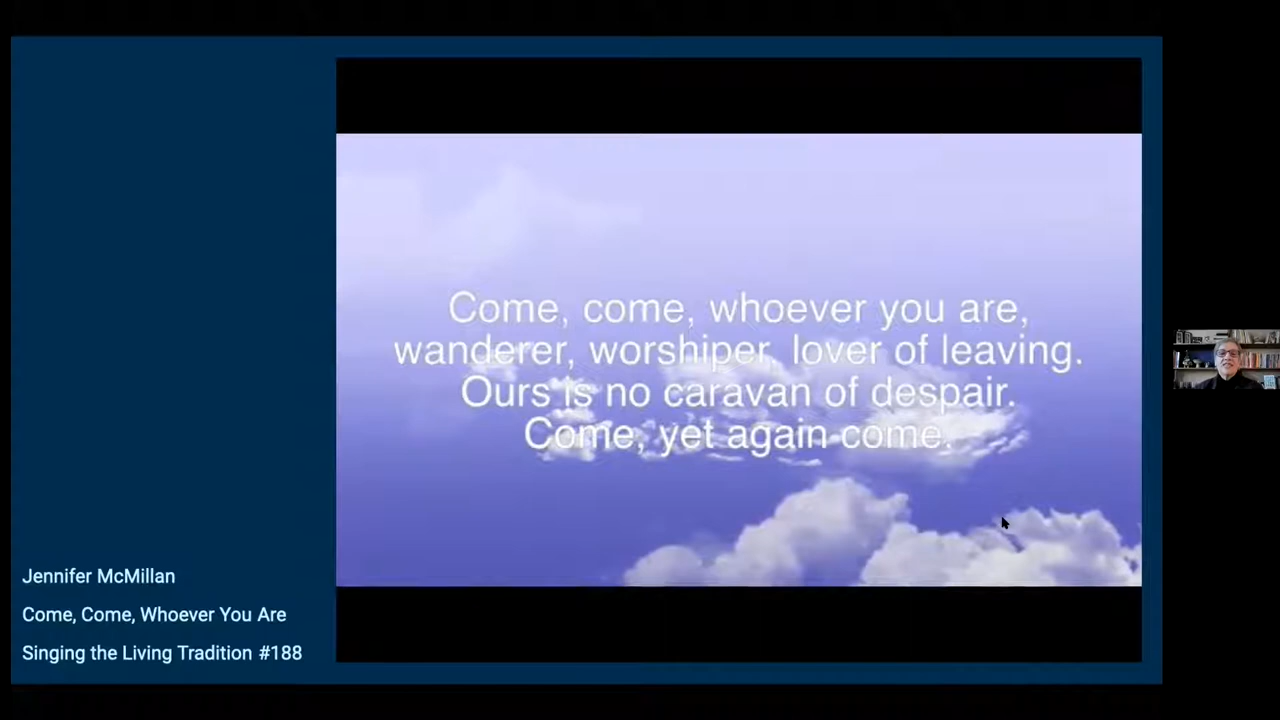 Come, come, whoever you are,
wanderer, worshiper, lover of leaving.
Ours is no caravan of despair.
Come, yet again come.
Jennifer McMillan
Come, Come, Whoever You Are
Singing the Living Tradition #188